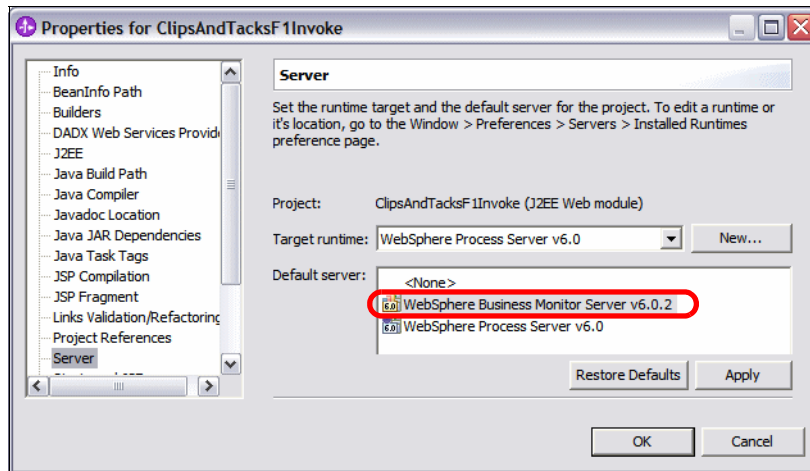 Properties for ClipsAndTacksF1Invoke
Info
BeanInfo Path
Builders
DADX Web Services Provid
J2EE
Java Build Path
Java Compiler
Javadoc Location
Java JAR Dependencies
Java Task Tags
JSP Compilation
JSP Fragment
Links Validation/Refactoring
Project References
Server
Server
Set the runtime target and the default server for the project. To edit a runtime or
it's location, go to the Window > Preferences > Servers > Installed Runtimes
preference page.
Project: ClipsAndTacksF1Invoke (J2EE Web module)
Target runtime: WebSphere Process Server v6.0 New...
Default server:
<None>
6.0 WebSphere Business Monitor Server v6.0.2
6.0 WebSphere Process Server v6.0
Restore Defaults Apply
OK Cancel